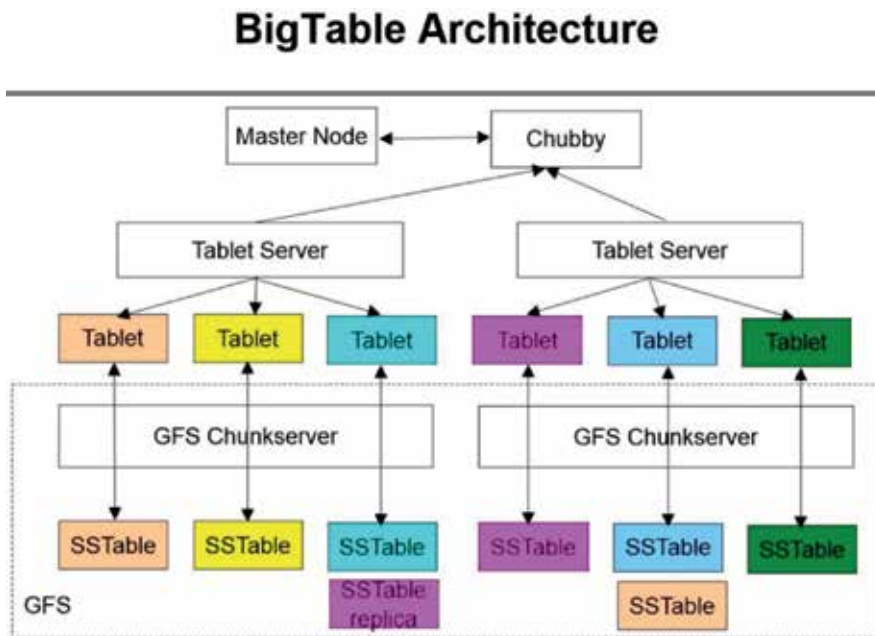 BigTable Architecture
Master Node
Chubby
Tablet Server
Tablet Server
Tablet
Tablet
Tablet
Tablet
Tablet
Tablet
GFS Chunkserver
GFS Chunkserver
SSTable
SSTable
SSTable
SSTable
SSTable
SSTable
SSTable
replica
SSTable
GFS